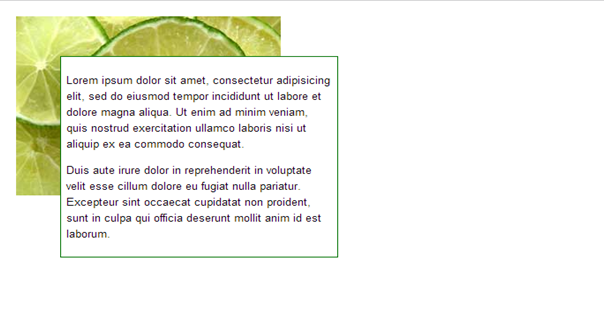 Lorem ipsum dolor sit amet, consectetur adipisicing
elit, sed do eiusmod tempor incididunt ut labore et
dolore magna aliqua. Ut enim ad minim veniam,
quis nostrud exercitation ullamco laboris nisi ut
aliquip ex ea commodo consequat.
Duis aute irure dolor in reprehenderit in voluptate
velit esse cillum dolore eu fugiat nulla pariatur.
Excepteur sint occaecat cupidatat non proident,
sunt in culpa qui officia deserunt mollit anim id est
laborum.